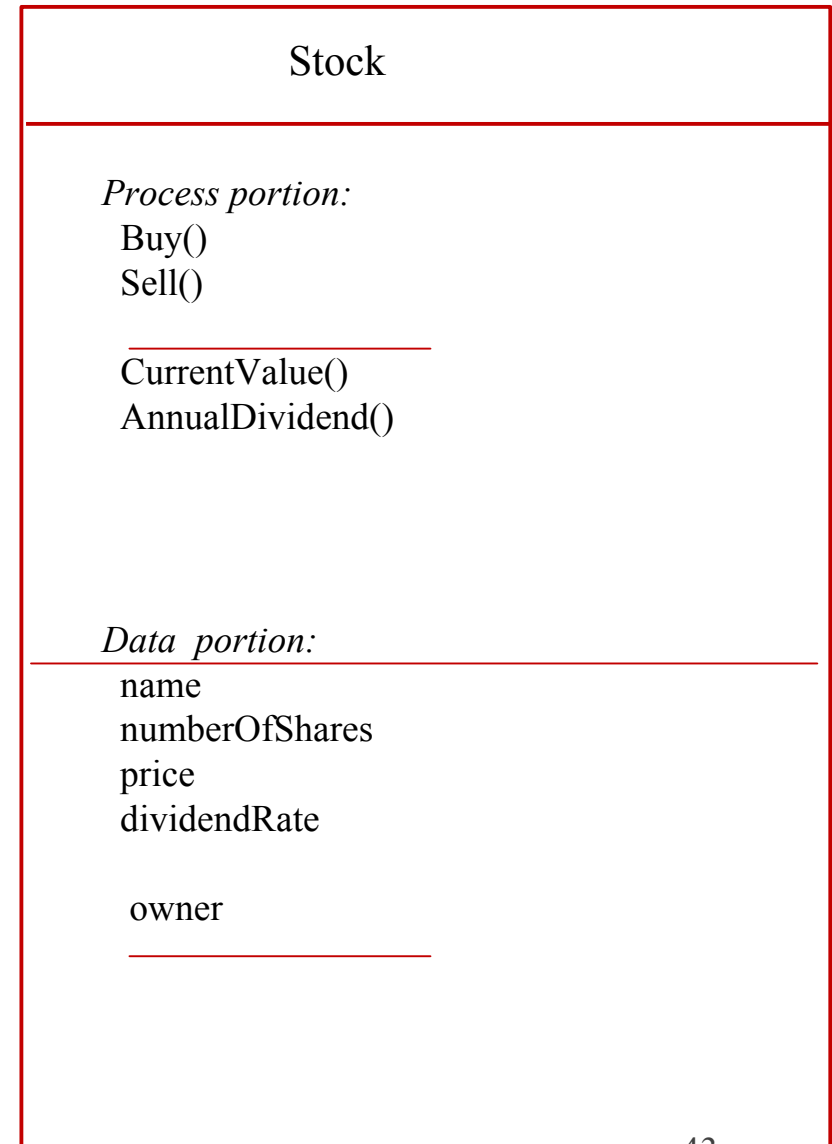 Stock
Process portion:
Buy()
Sell()
CurrentValue()
AnnualDividend()
Data portion:
name
numberOfShares
price
dividendRate
owner